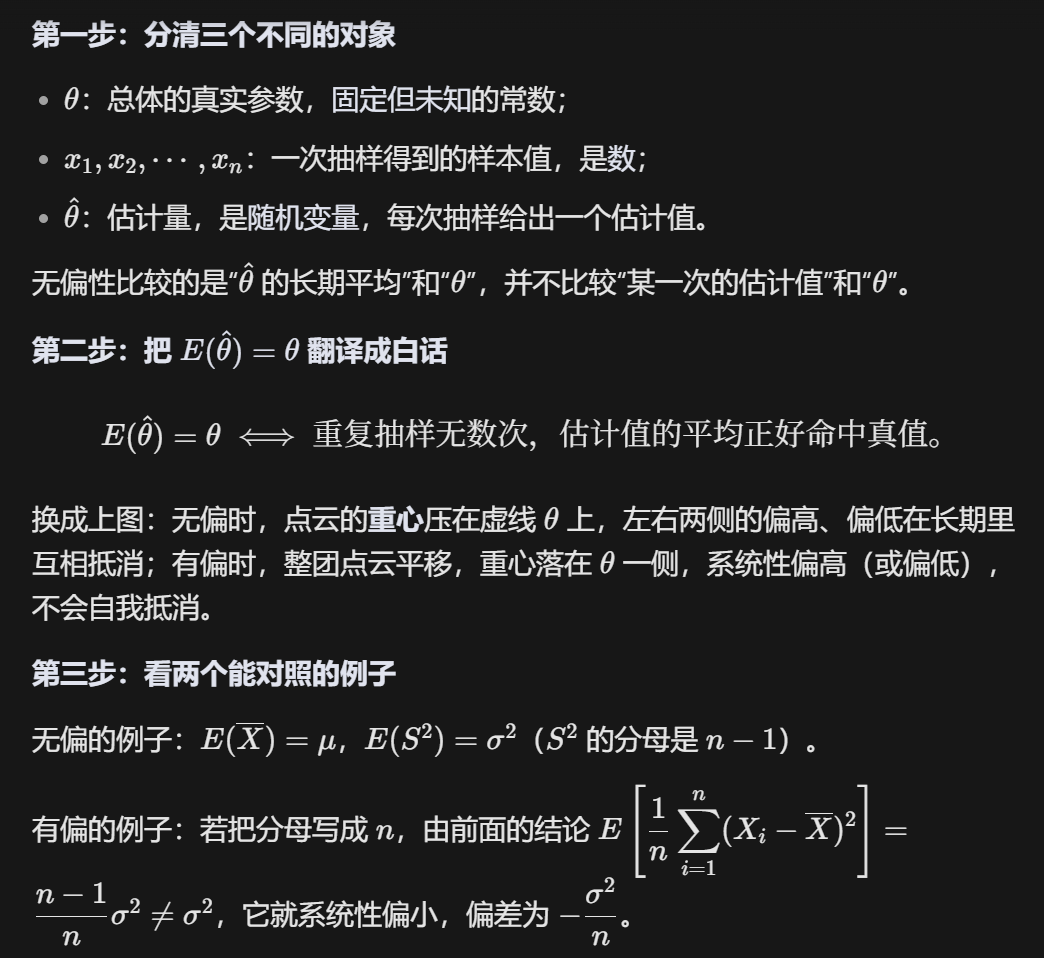 第一步：分清三个不同的对象
• θ：总体的真实参数，固定但未知的常数；
• x₁, x₂, ⋯ , xₙ：一次抽样得到的样本值，是数；
• θ̂：估计量，是随机变量，每次抽样给出一个估计值。
无偏性比较的是“θ̂ 的长期平均”和“θ”，并不比较“某一次的估计值”和“θ”。
第二步：把 E(θ̂) = θ 翻译成白话
E(θ̂) = θ ⟺ 重复抽样无数次，估计值的平均正好命中真值。
换成上图：无偏时，点云的重心压在虚线 θ 上，左右两侧的偏高、偏低在长期里
互相抵消；有偏时，整团点云平移，重心落在 θ 一侧，系统性偏高（或偏低），
不会自我抵消。
第三步：看两个能对照的例子
无偏的例子：E(X̅) = μ，E(S²) = σ²（S² 的分母是 n − 1）。
有偏的例子：若把分母写成 n，由前面的结论 E[1/n ∑ᵢ₌₁ⁿ (Xᵢ − X̅)²] =
(n − 1)/n σ² ≠ σ²，它就系统性偏小，偏差为 −σ²/n。